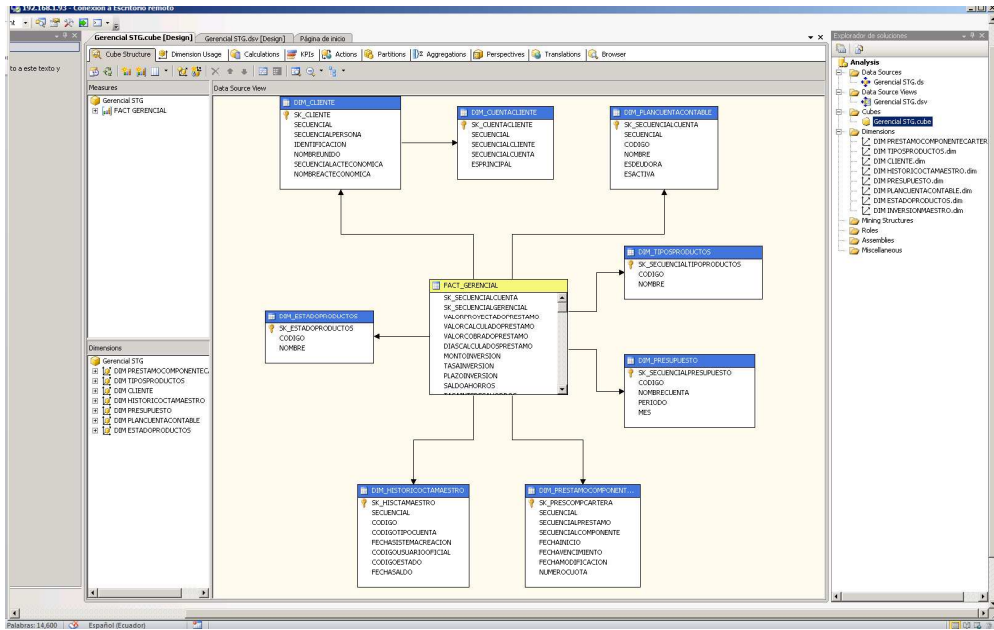 192.168.1.93 - Conexión a Escritorio remoto
to a este texto y
Gerencial STG.cube [Design]
Gerencial STG.dsv [Design]
Página de inicio
Cube Structure
Dimension Usage
Calculations
KPIs
Actions
Partitions
Aggregations
Perspectives
Translations
Browser
Measures
Gerencial STG
FACT GERENCIAL
Dimensions
Gerencial STG
DIM PRESTAMOCOMPONENTEC
DIM TIPOSPRODUCTOS
DIM CLIENTE
DIM HISTORICOCTAMAESTRO
DIM PRESUPUESTO
DIM PLANCUENTACONTABLE
DIM ESTADOPRODUCTOS
Data Source View
DIM_CLIENTE
SK_CLIENTE
SECUENCIAL
SECUENCIALPERSONA
IDENTIFICACION
NOMBREUNIDO
SECUENCIALACTECONOMICA
NOMBREACTECONOMICA
DIM_CUENTACLIENTE
SK_CUENTACLIENTE
SECUENCIAL
SECUENCIALCLIENTE
SECUENCIALCUENTA
ESPRINCIPAL
DIM_PLANCUENTACONTABLE
SK_SECUENCIALCUENTA
SECUENCIAL
CODIGO
NOMBRE
ESDEUDORA
ESACTIVA
DIM_TIPOSPRODUCTOS
SK_SECUENCIALTIPOPRODUCTOS
CODIGO
NOMBRE
FACT_GERENCIAL
SK_SECUENCIALCUENTA
SK_SECUENCIALGERENCIAL
VALORPROYECTADOPRESTAMO
VALORCALCULADOPRESTAMO
VALORCOBRADOPRESTAMO
DIASCALCULADOSPRESTAMO
MONTOINVERSION
TASAINVERSION
PLAZOINVERSION
SALDOAHORROS
DIM_ESTADOPRODUCTOS
SK_ESTADOPRODUCTOS
CODIGO
NOMBRE
DIM_PRESUPUESTO
SK_SECUENCIALPRESUPUESTO
CODIGO
NOMBRECUENTA
PERIODO
MES
DIM_HISTORICOCTAMAESTRO
SK_HISCTAMAESTRO
SECUENCIAL
CODIGO
CODIGOTIPOCUENTA
FECHASISTEMACREACION
CODIGOUSUARIOOFICIAL
CODIGOESTADO
FECHASALDO
DIM_PRESTAMOCOMPONENT...
SK_PRESCOMPCARTERA
SECUENCIAL
SECUENCIALPRESTAMO
SECUENCIALCOMPONENTE
FECHAINICIO
FECHAVENCIMIENTO
FECHAMODIFICACION
NUMEROCUOTA
Explorador de soluciones
Analysis
Data Sources
Gerencial STG.ds
Data Source Views
Gerencial STG.dsv
Cubes
Gerencial STG.cube
Dimensions
DIM PRESTAMOCOMPONENTECARTER
DIM TIPOSPRODUCTOS.dim
DIM CLIENTE.dim
DIM HISTORICOCTAMAESTRO.dim
DIM PRESUPUESTO.dim
DIM PLANCUENTACONTABLE.dim
DIM ESTADOPRODUCTOS.dim
DIM INVERSIONMAESTRO.dim
Mining Structures
Roles
Assemblies
Miscellaneous
Palabras: 14,600
Español (Ecuador)